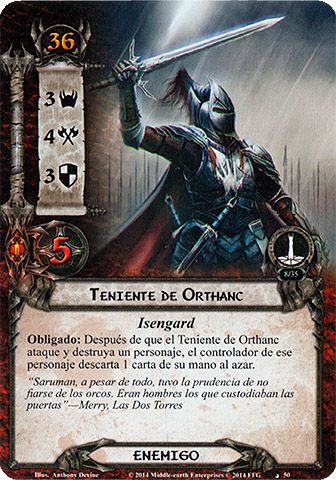 36
3
4
3
5
8/35
Teniente de Orthanc
Isengard
Obligado: Después de que el Teniente de Orthanc
ataque y destruya un personaje, el controlador de ese
personaje descarta 1 carta de su mano al azar.
“Saruman, a pesar de todo, tuvo la prudencia de no
fiarse de los orcos. Eran hombres los que custodiaban las
puertas”—Merry, Las Dos Torres
ENEMIGO
Illus. Anthony Devine © 2014 Middle-earth Enterprises © 2014 FFG 50